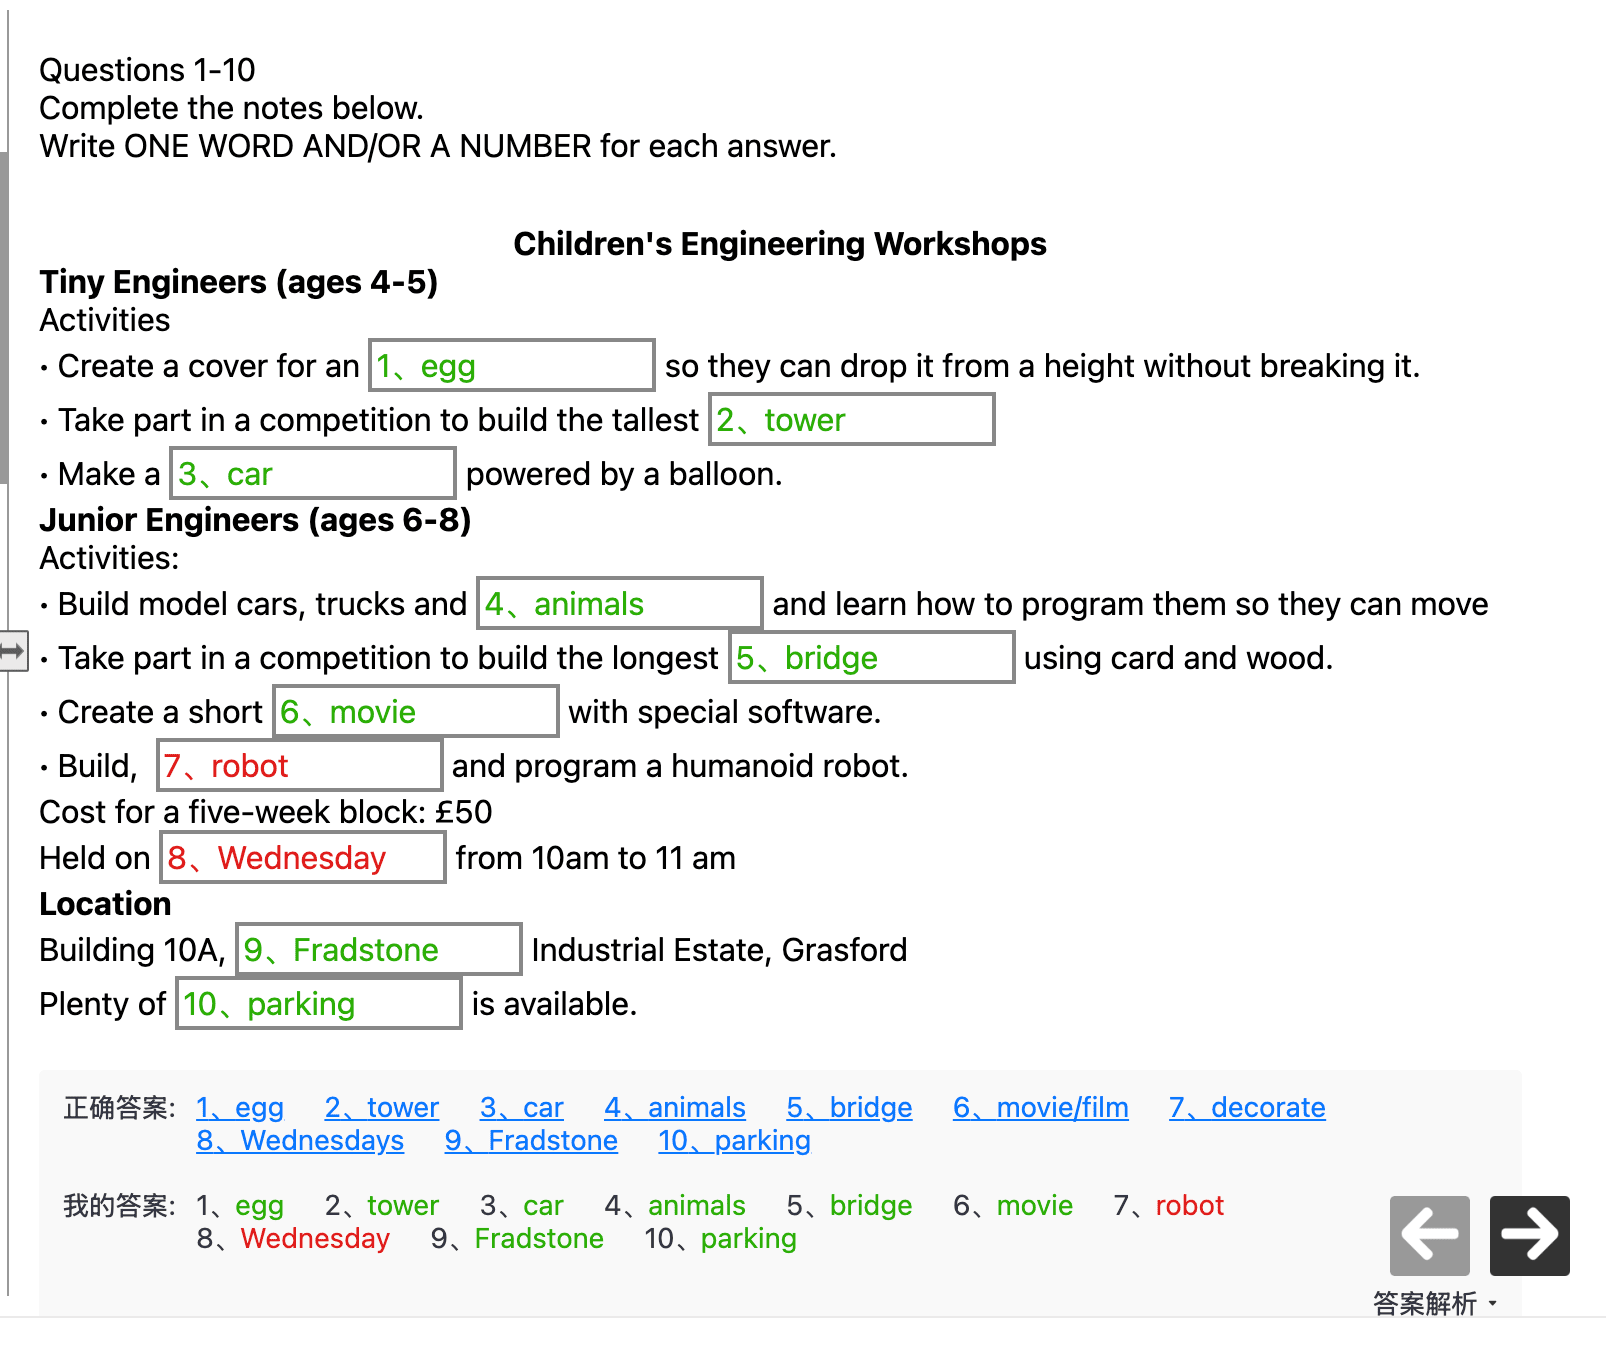 Questions 1-10
Complete the notes below.
Write ONE WORD AND/OR A NUMBER for each answer.
Children's Engineering Workshops
Tiny Engineers (ages 4-5)
Activities
· Create a cover for an 1、egg so they can drop it from a height without breaking it.
· Take part in a competition to build the tallest 2、tower
· Make a 3、car powered by a balloon.
Junior Engineers (ages 6-8)
Activities:
· Build model cars, trucks and 4、animals and learn how to program them so they can move
· Take part in a competition to build the longest 5、bridge using card and wood.
· Create a short 6、movie with special software.
· Build, 7、robot and program a humanoid robot.
Cost for a five-week block: £50
Held on 8、Wednesday from 10am to 11 am
Location
Building 10A, 9、Fradstone Industrial Estate, Grasford
Plenty of 10、parking is available.
正确答案: 1、egg 2、tower 3、car 4、animals 5、bridge 6、movie/film 7、decorate
8、Wednesdays 9、Fradstone 10、parking
我的答案: 1、egg 2、tower 3、car 4、animals 5、bridge 6、movie 7、robot
8、Wednesday 9、Fradstone 10、parking
答案解析